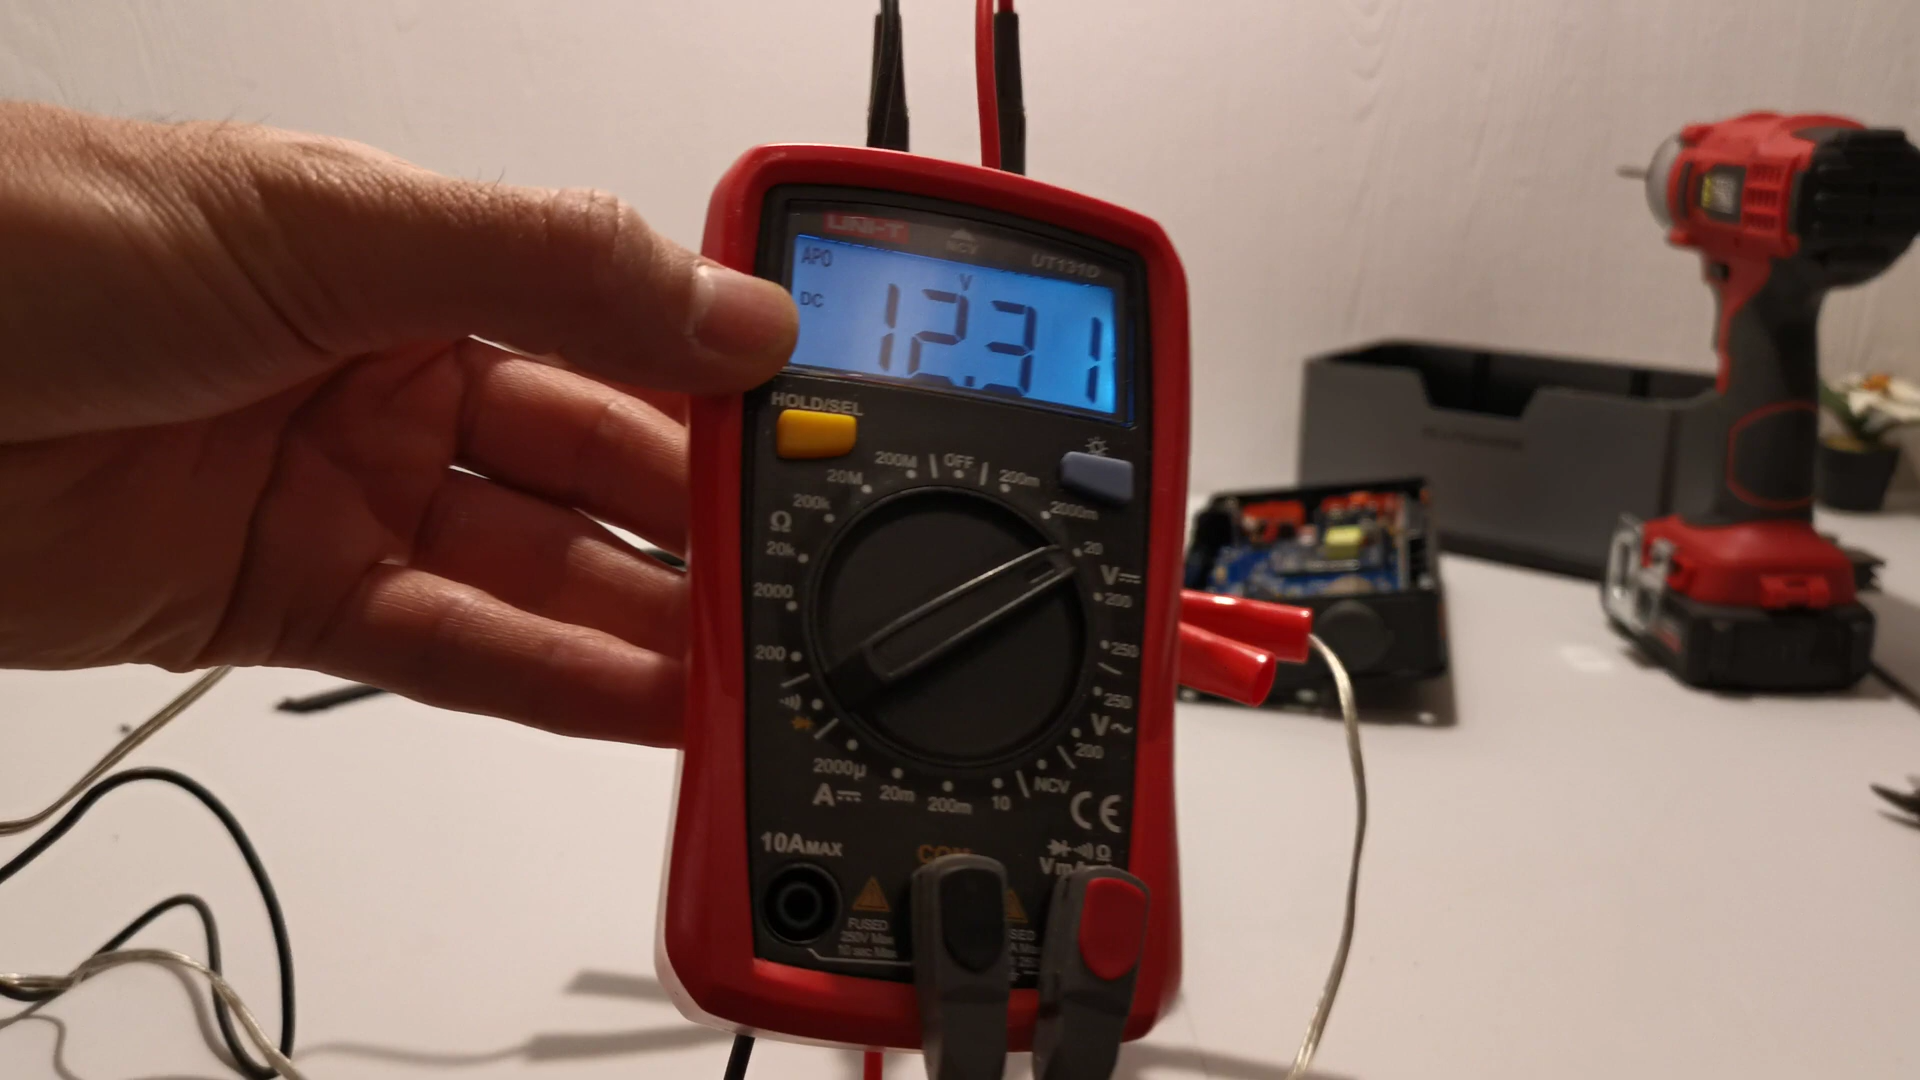 UNI-T
NCV
UT131D
APO
DC
V
12.31
HOLD/SEL
200M
OFF
200m
20M
2000m
200k
Ω
20
20k
V
2000
200
200
250
250
V~
200
2000µ
A
20m
200m
10
NCV
CE
10AMAX
COM
Ω
FUSED
250V Max
10 sec Max